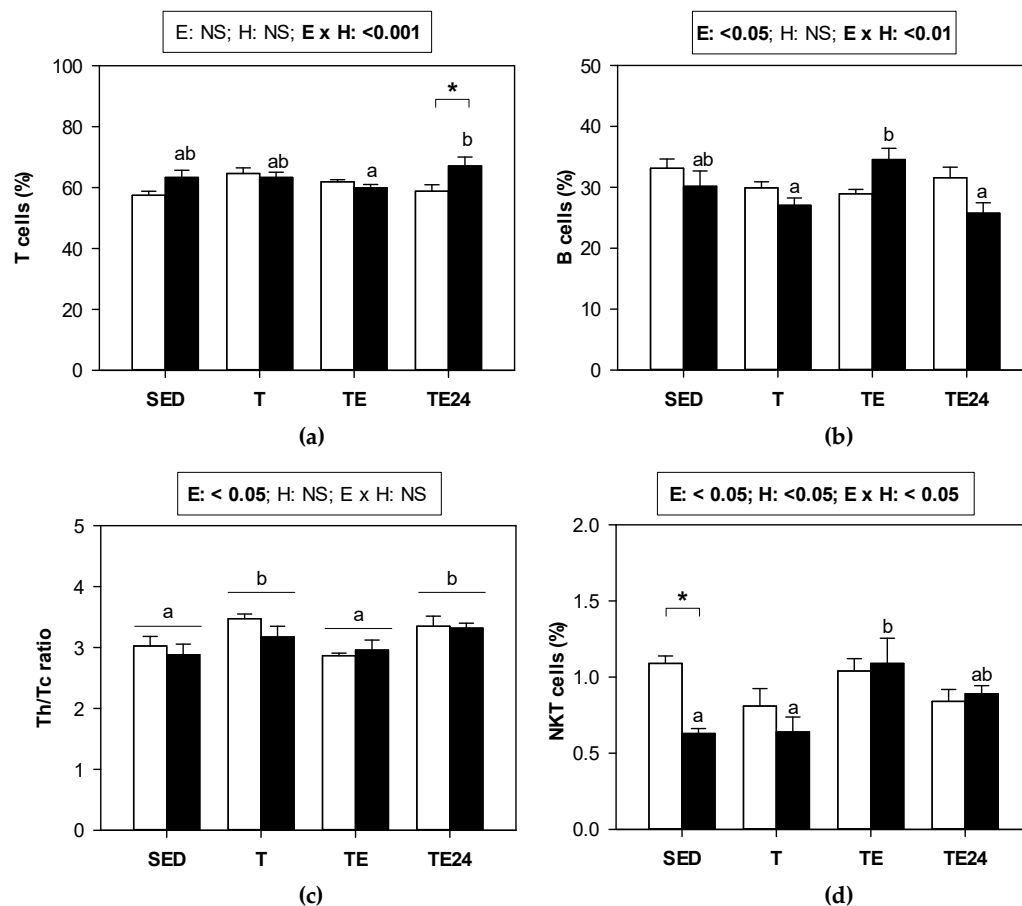 E: NS; H: NS; E x H: <0.001
100
80
60
40
20
0
T cells (%)
ab
ab
a
*
b
SED
T
TE
TE24
(a)
E: <0.05; H: NS; E x H: <0.01
50
40
30
20
10
0
B cells (%)
ab
a
b
a
SED
T
TE
TE24
(b)
E: < 0.05; H: NS; E x H: NS
5
4
3
2
1
0
Th/Tc ratio
a
b
a
b
SED
T
TE
TE24
(c)
E: < 0.05; H: <0.05; E x H: < 0.05
2.0
1.5
1.0
0.5
0.0
NKT cells (%)
*
a
a
b
ab
SED
T
TE
TE24
(d)